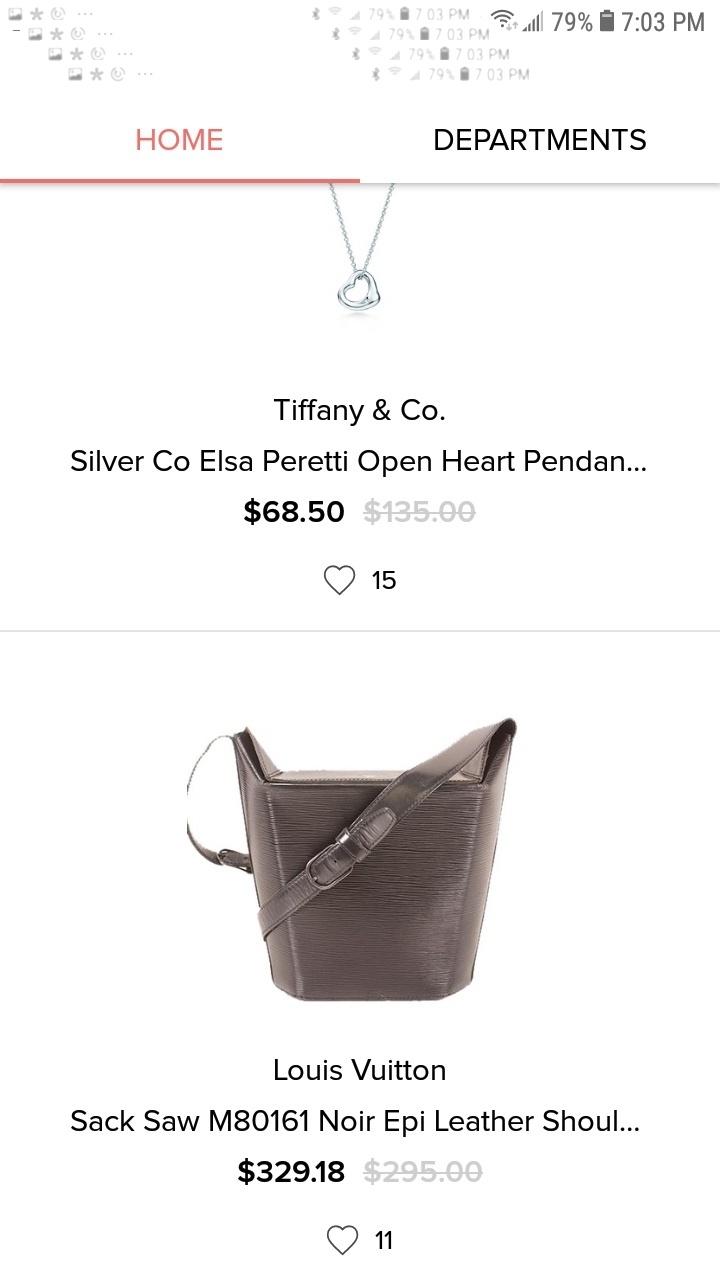 79% 7:03 PM
79% 7 03 PM
79% 7 03 PM
79% 7 03 PM
79% 7 03 PM
HOME DEPARTMENTS
Tiffany & Co.
Silver Co Elsa Peretti Open Heart Pendan...
$68.50 $135.00
15
Louis Vuitton
Sack Saw M80161 Noir Epi Leather Shoul...
$329.18 $295.00
11